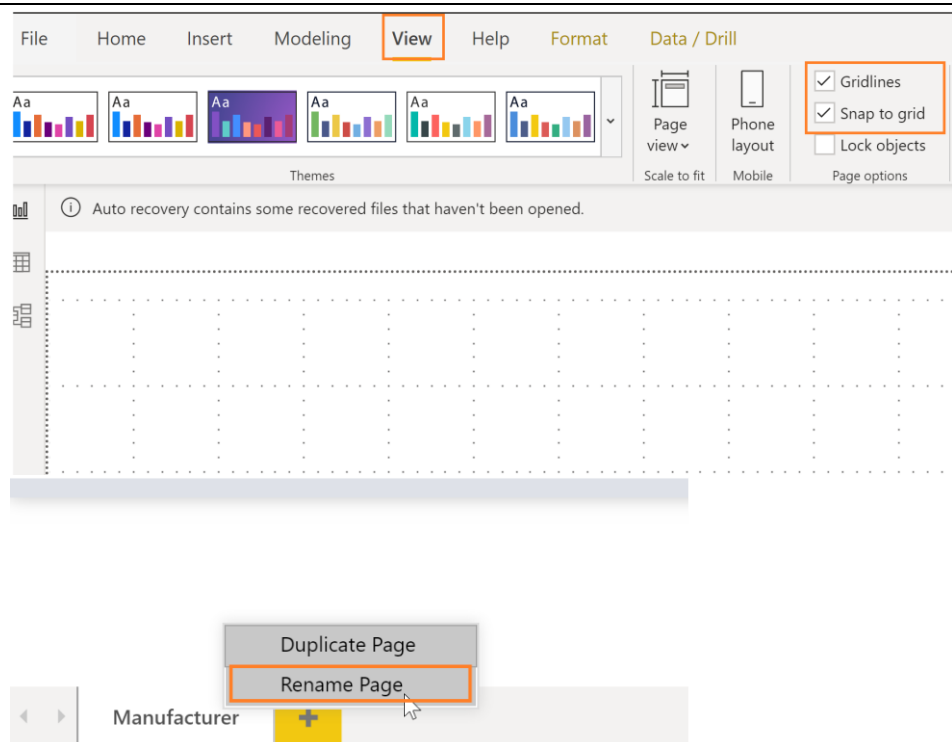 File Home Insert Modeling View Help Format Data / Drill
Aa Aa Aa Aa Aa Aa
Gridlines
Snap to grid
Lock objects
Page view
Phone layout
Themes Scale to fit Mobile Page options
Auto recovery contains some recovered files that haven't been opened.
Duplicate Page
Rename Page
Manufacturer +